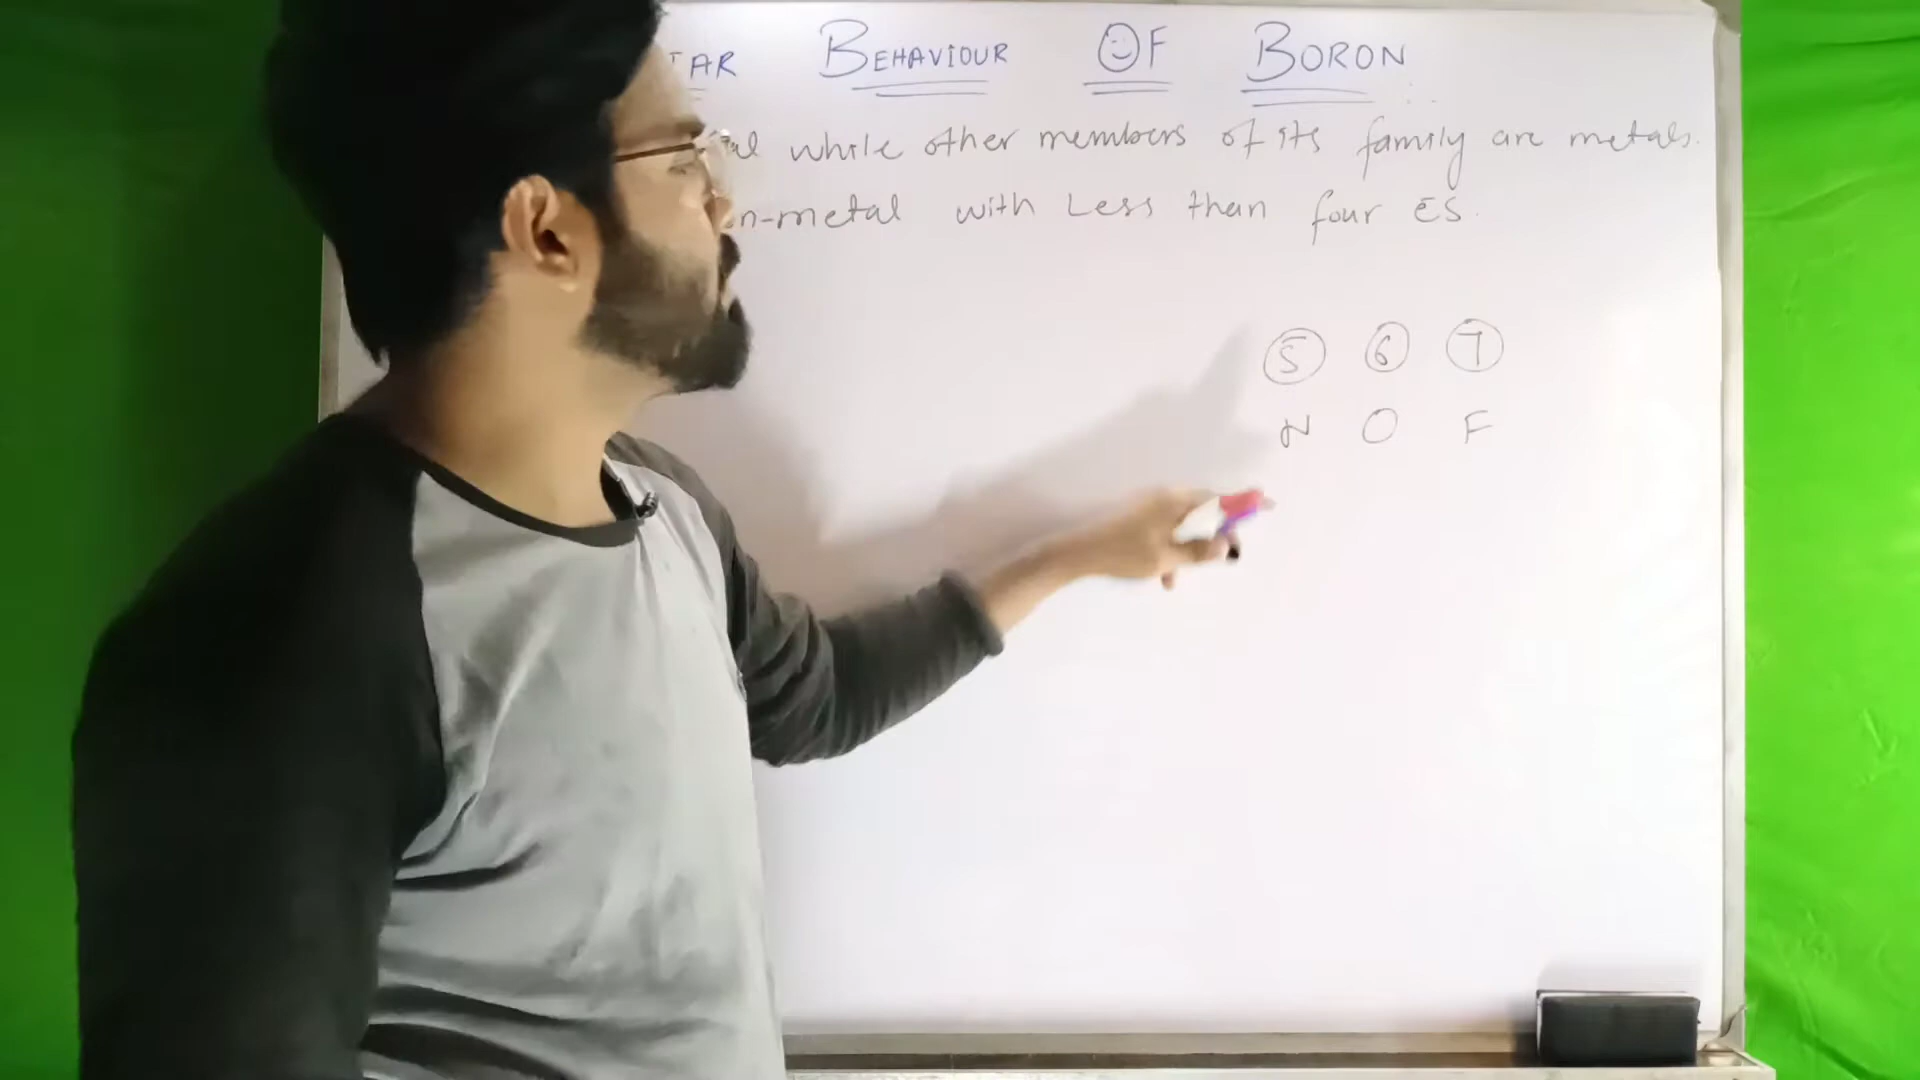 BEHAVIOUR OF BORON
while other members of its family are metals.
n-metal with Less than four ES.
5 6 7
N O F